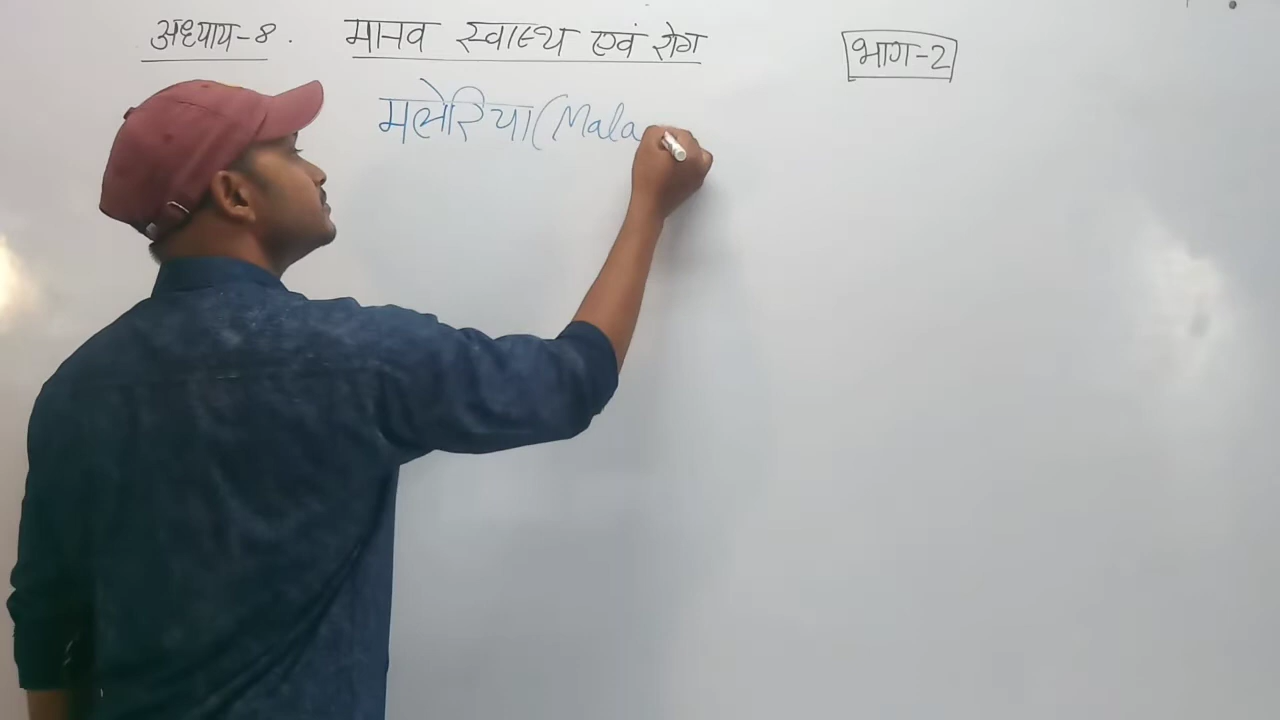 अध्याय-8. मानव स्वास्थ्य एवं रोग भाग-2
मलेरिया (Mala